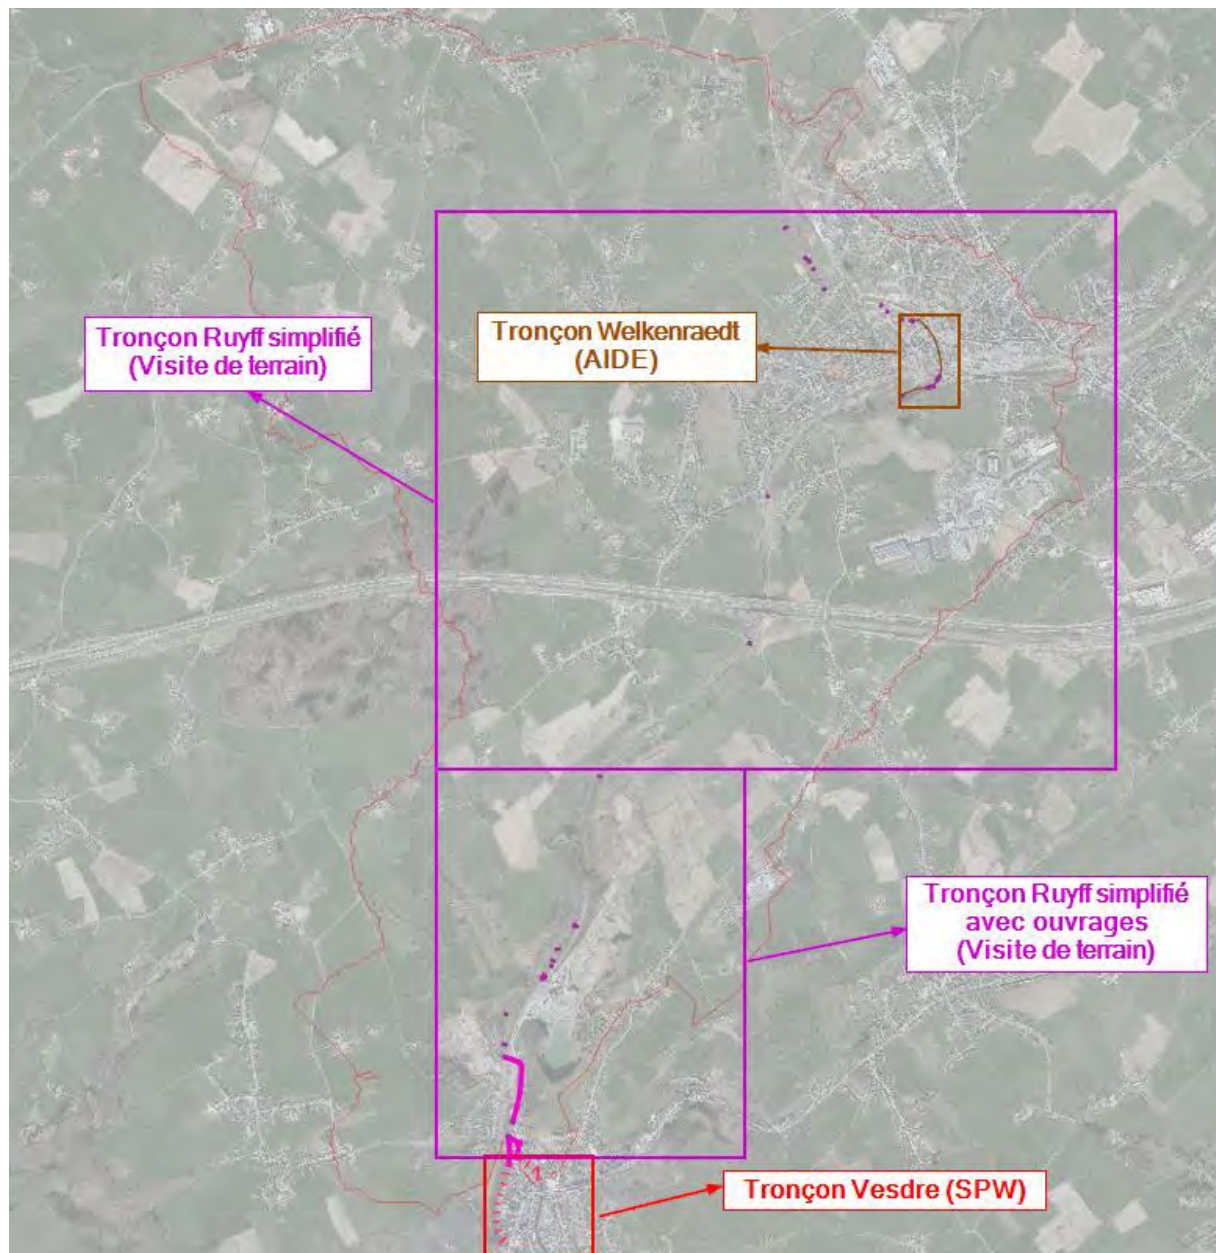 Tronçon Ruyff simplifié
(Visite de terrain)
Tronçon Welkenraedt
(AIDE)
Tronçon Ruyff simplifié
avec ouvrages
(Visite de terrain)
Tronçon Vesdre (SPW)